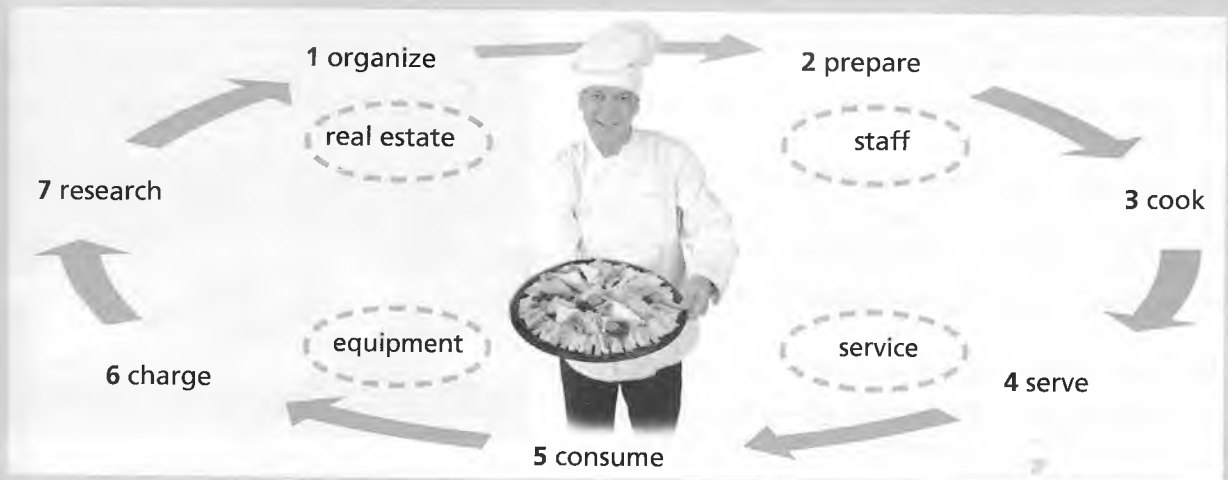 1 organize
2 prepare
real estate
staff
7 research
3 cook
equipment
service
6 charge
4 serve
5 consume